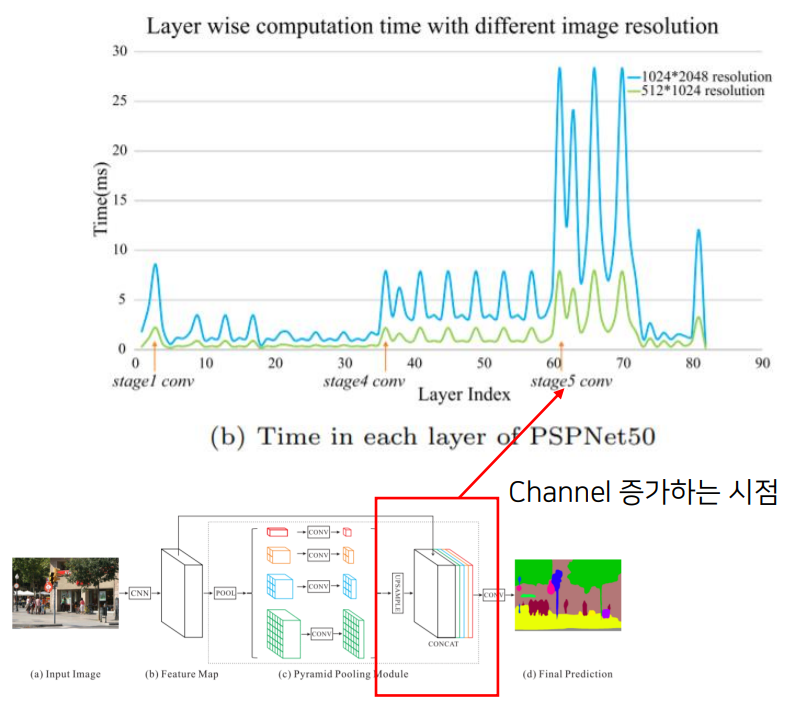 Layer wise computation time with different image resolution
30
25
20
15
10
5
0
Time(ms)
1024*2048 resolution
512*1024 resolution
0 10 20 30 40 50 60 70 80 90
stage1 conv stage4 conv stage5 conv
Layer Index
(b) Time in each layer of PSPNet50
Channel 증가하는 시점
CNN
POOL
CONV
CONV
CONV
CONV
UPSAMPLE
CONCAT
CONV
(a) Input Image (b) Feature Map (c) Pyramid Pooling Module (d) Final Prediction